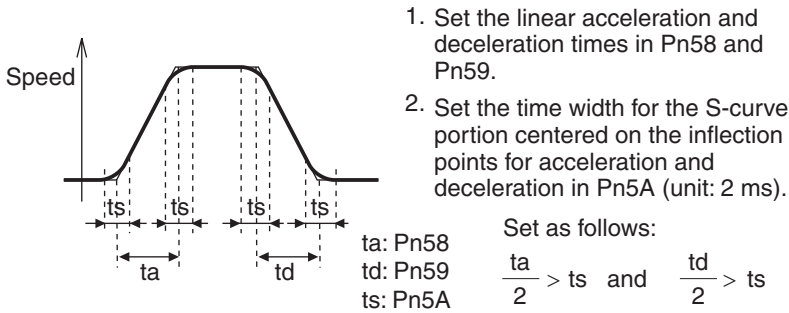 Speed
ts ts ts ts
ta td
ta: Pn58
td: Pn59
ts: Pn5A
1. Set the linear acceleration and
deceleration times in Pn58 and
Pn59.
2. Set the time width for the S-curve
portion centered on the inflection
points for acceleration and
deceleration in Pn5A (unit: 2 ms).
Set as follows:
ta/2 > ts and td/2 > ts